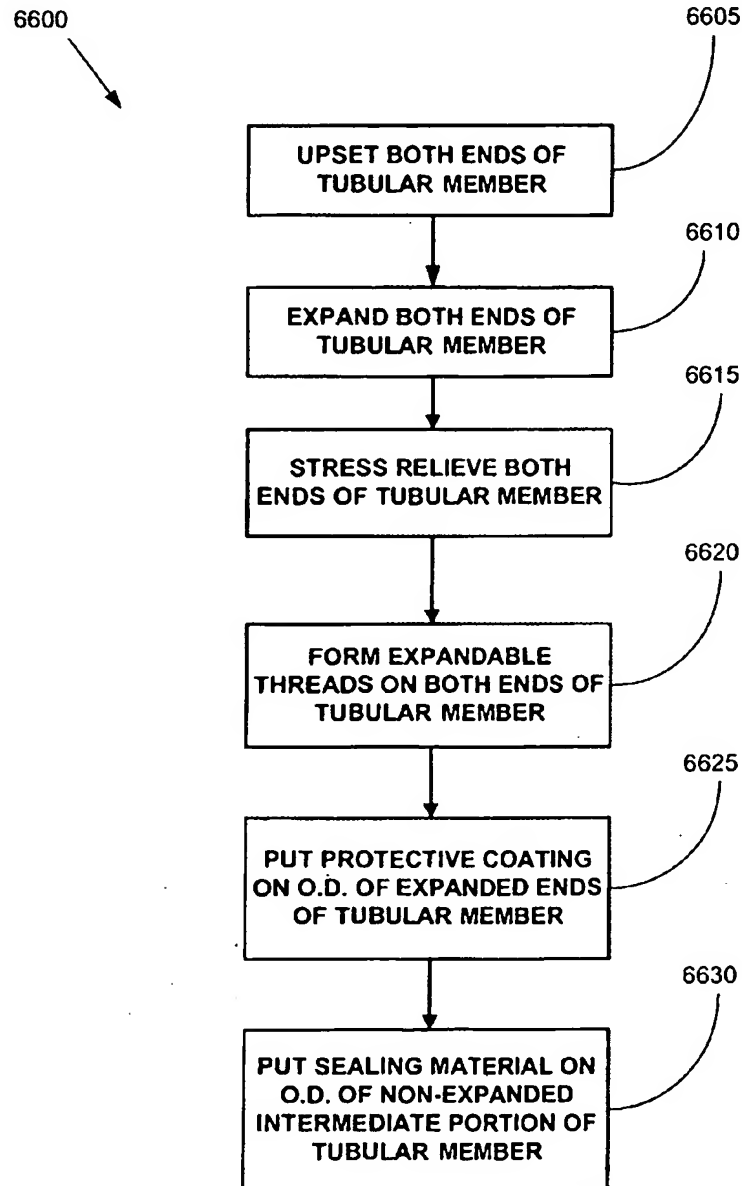 6600
6605
UPSET BOTH ENDS OF
TUBULAR MEMBER
6610
EXPAND BOTH ENDS OF
TUBULAR MEMBER
6615
STRESS RELIEVE BOTH
ENDS OF TUBULAR MEMBER
6620
FORM EXPANDABLE
THREADS ON BOTH ENDS OF
TUBULAR MEMBER
6625
PUT PROTECTIVE COATING
ON O.D. OF EXPANDED ENDS
OF TUBULAR MEMBER
6630
PUT SEALING MATERIAL ON
O.D. OF NON-EXPANDED
INTERMEDIATE PORTION OF
TUBULAR MEMBER